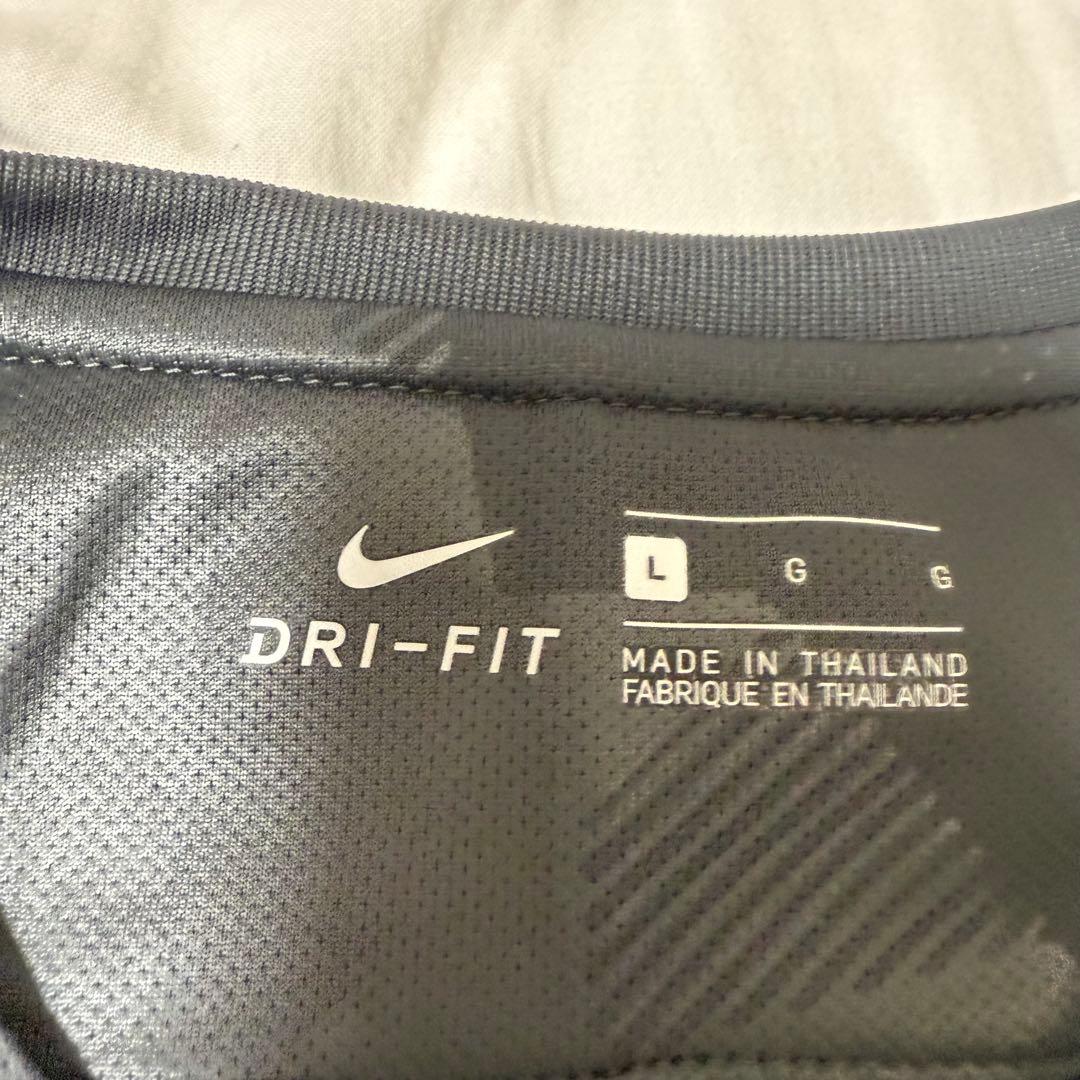 DRI-FIT
L G G
MADE IN THAILAND
FABRIQUE EN THAILANDE